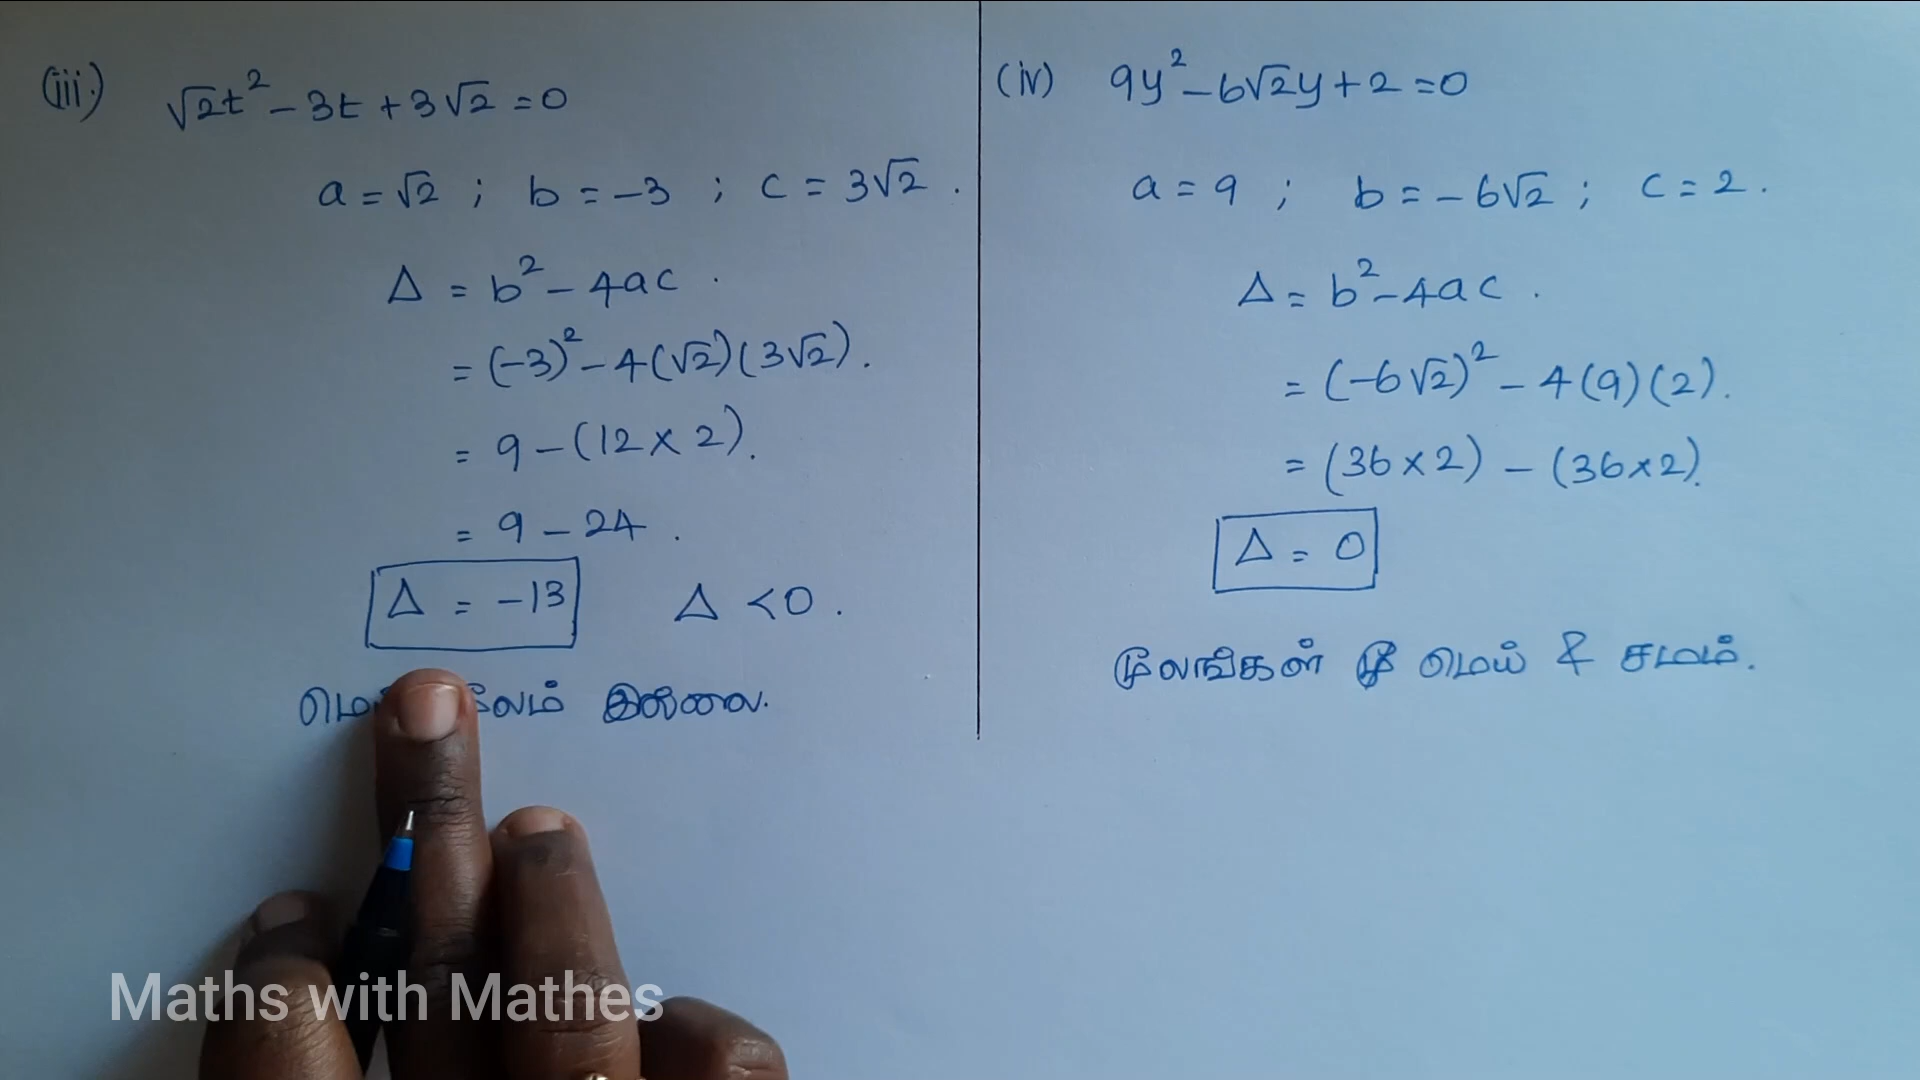 (iii.) √2t² - 3t + 3√2 = 0
a = √2 ; b = -3 ; c = 3√2 .
Δ = b² - 4ac .
= (-3)² - 4(√2)(3√2).
= 9 - (12 × 2).
= 9 - 24 .
Δ = -13 Δ < 0 .
இல்லை.
(iv) 9y² - 6√2y + 2 = 0
a = 9 ; b = -6√2 ; c = 2 .
Δ = b² - 4ac .
= (-6√2)² - 4(9)(2).
= (36 × 2) - (36×2).
Δ = 0
மூலங்கள் மெய் & சமம்.
Maths with Mathes